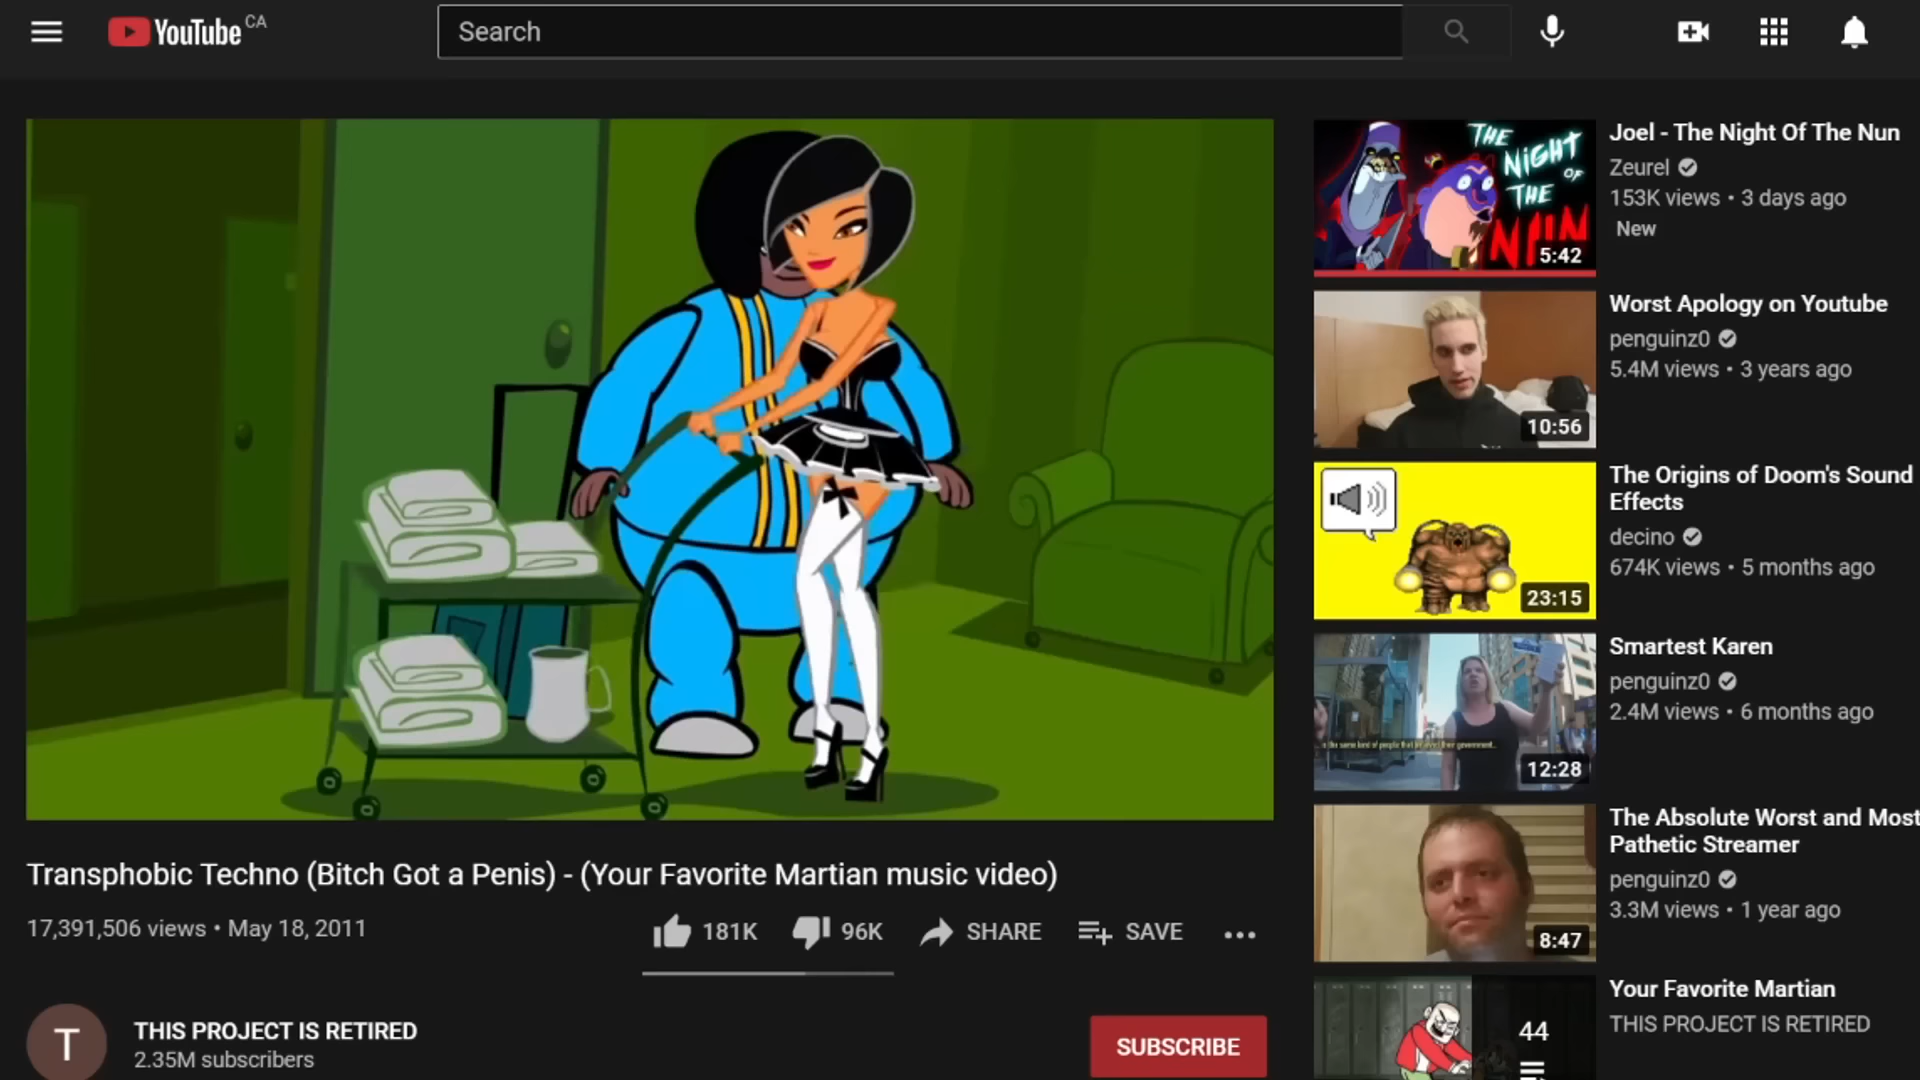 YouTube CA
Search
Transphobic Techno (Bitch Got a Penis) - (Your Favorite Martian music video)
17,391,506 views • May 18, 2011
181K
96K
SHARE
SAVE
T
THIS PROJECT IS RETIRED
2.35M subscribers
SUBSCRIBE
THE
NIGHT
OF
THE
NUN
5:42
Joel - The Night Of The Nun
Zeurel
153K views • 3 days ago
New
10:56
Worst Apology on Youtube
penguinz0
5.4M views • 3 years ago
23:15
The Origins of Doom's Sound
Effects
decino
674K views • 5 months ago
12:28
Smartest Karen
penguinz0
2.4M views • 6 months ago
8:47
The Absolute Worst and Most
Pathetic Streamer
penguinz0
3.3M views • 1 year ago
44
Your Favorite Martian
THIS PROJECT IS RETIRED